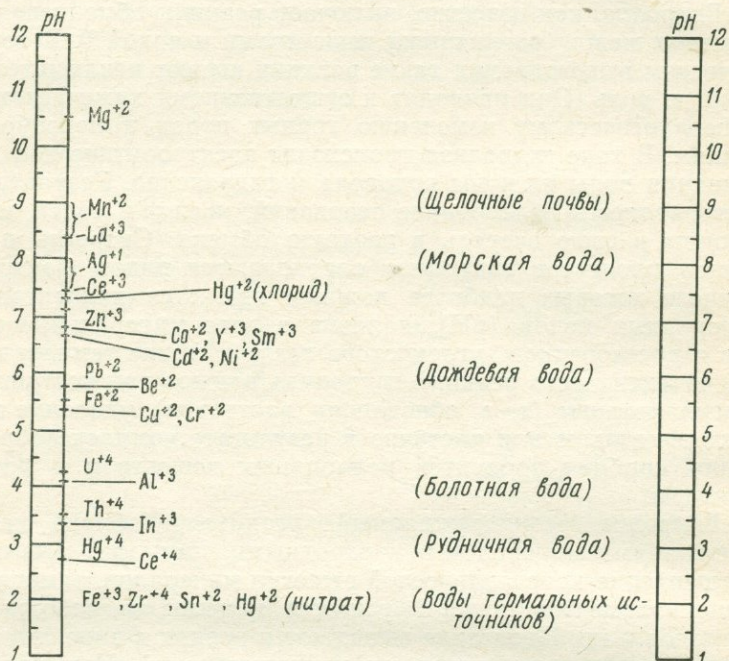 pH pH
12 12
11 11
Mg+2
10 10
Mn+2 (Щелочные почвы)
9 9
La+3
Ag+1 (Морская вода)
8 8
Ce+3
Hg+2 (хлорид)
Zn+3
7 7
Co+2, Y+3, Sm+3
Cd+2, Ni+2
Pb+2 (Дождевая вода)
6 6
Be+2
Fe+2
Cu+2, Cr+2
5 5
U+4
Al+3 (Болотная вода)
4 4
Th+4
In+3
Hg+4 (Рудничная вода)
3 3
Ce+4
2 Fe+3, Zr+4, Sn+2, Hg+2 (нитрат) (Воды термальных ис- 2
точников)
1 1